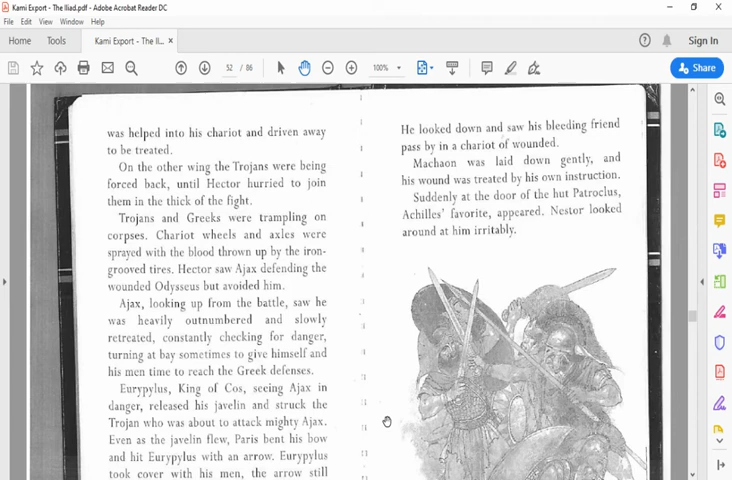 Kami Export - The Iliad.pdf - Adobe Acrobat Reader DC
File Edit View Window Help
Home Tools Kami Export - The Il... × Sign In
52 / 86 100% Share
was helped into his chariot and driven away
to be treated.
On the other wing the Trojans were being
forced back, until Hector hurried to join
them in the thick of the fight.
Trojans and Greeks were trampling on
corpses. Chariot wheels and axles were
sprayed with the blood thrown up by the iron-
grooved tires. Hector saw Ajax defending the
wounded Odysseus but avoided him.
Ajax, looking up from the battle, saw he
was heavily outnumbered and slowly
retreated, constantly checking for danger,
turning at bay sometimes to give himself and
his men time to reach the Greek defenses.
Eurypylus, King of Cos, seeing Ajax in
danger, released his javelin and struck the
Trojan who was about to attack mighty Ajax.
Even as the javelin flew, Paris bent his bow
and hit Eurypylus with an arrow. Eurypylus
took cover with his men, the arrow still
He looked down and saw his bleeding friend
pass by in a chariot of wounded.
Machaon was laid down gently, and
his wound was treated by his own instruction.
Suddenly at the door of the hut Patroclus,
Achilles' favorite, appeared. Nestor looked
around at him irritably.